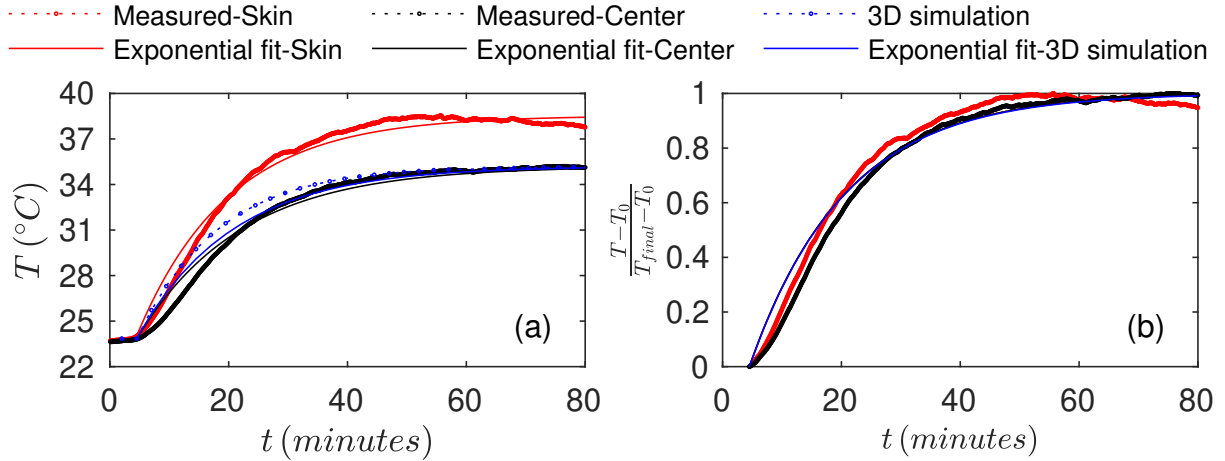 Measured-Skin Measured-Center 3D simulation
Exponential fit-Skin Exponential fit-Center Exponential fit-3D simulation
40
37
34
31
28
25
22
T (°C)
0 20 40 60 80
t (minutes)
(a)
1
0.8
0.6
0.4
0.2
0
T−T0
Tfinal−T0
0 20 40 60 80
t (minutes)
(b)